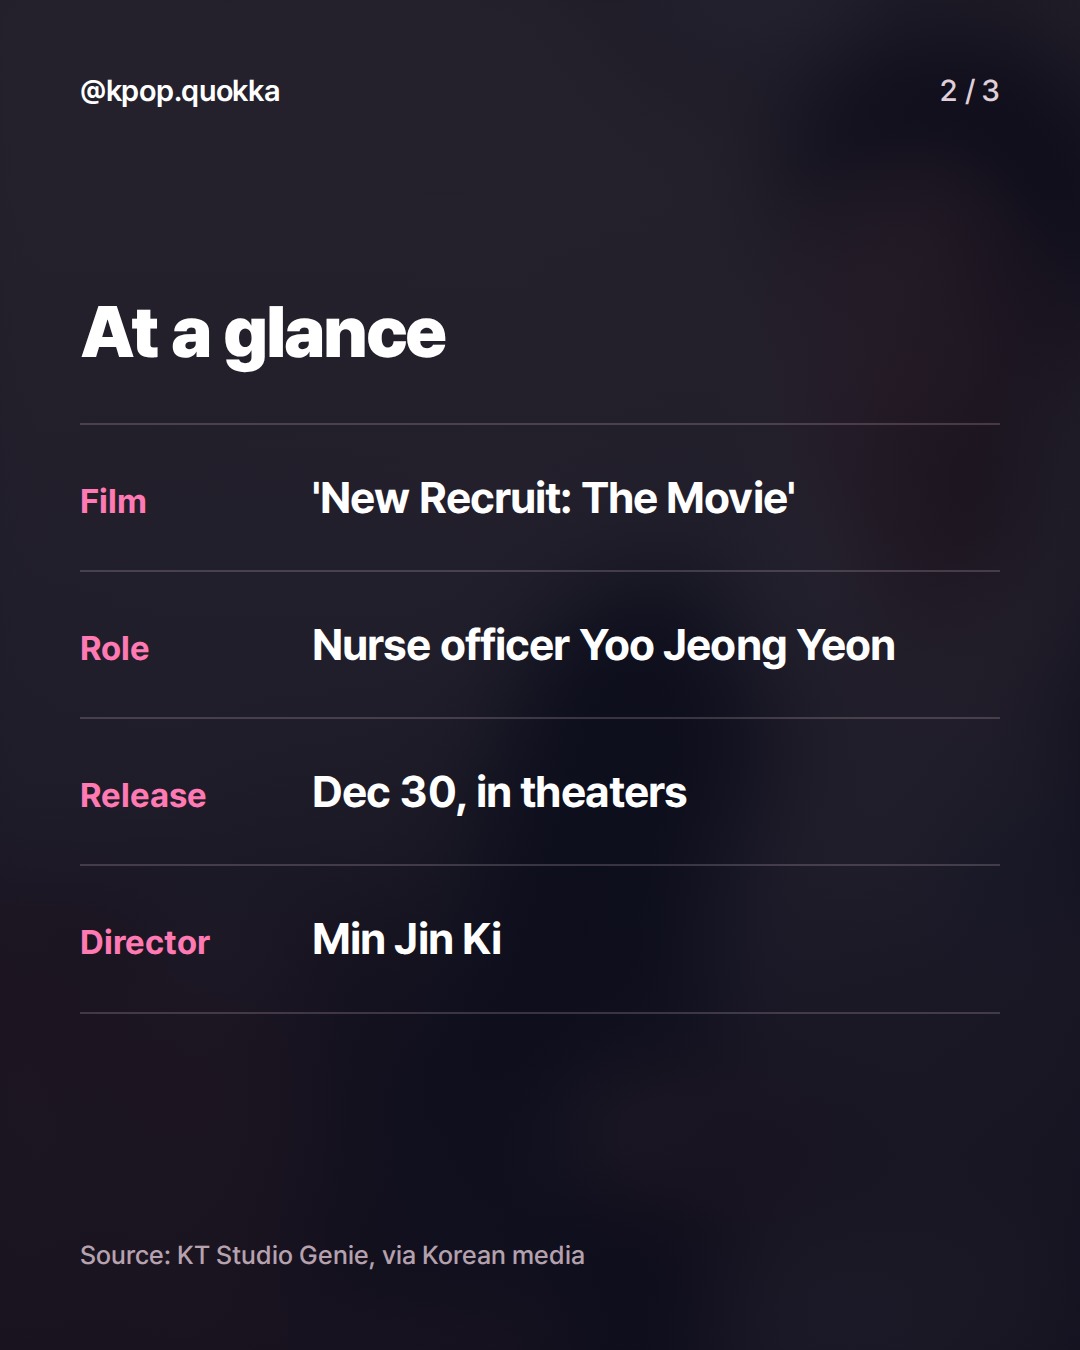 @kpop.quokka
2 / 3
At a glance
Film
'New Recruit: The Movie'
Role
Nurse officer Yoo Jeong Yeon
Release
Dec 30, in theaters
Director
Min Jin Ki
Source: KT Studio Genie, via Korean media